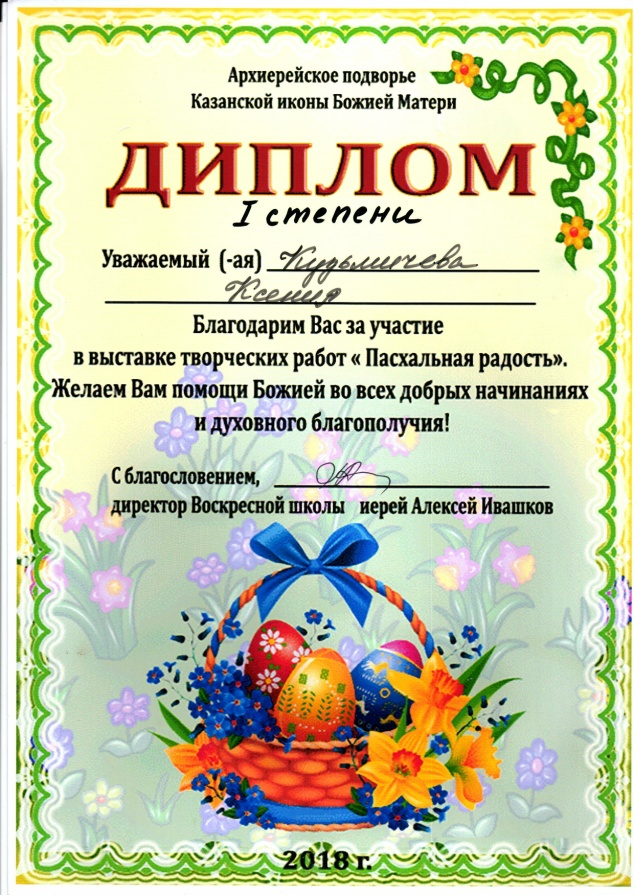 Архиерейское подворье
Казанской иконы Божией Матери
ДИПЛОМ
I степени
Уважаемый (-ая) Кузьмичева
Ксения
Благодарим Вас за участие
в выставке творческих работ « Пасхальная радость».
Желаем Вам помощи Божией во всех добрых начинаниях
и духовного благополучия!
С благословением,
директор Воскресной школы иерей Алексей Ивашков
2018 г.